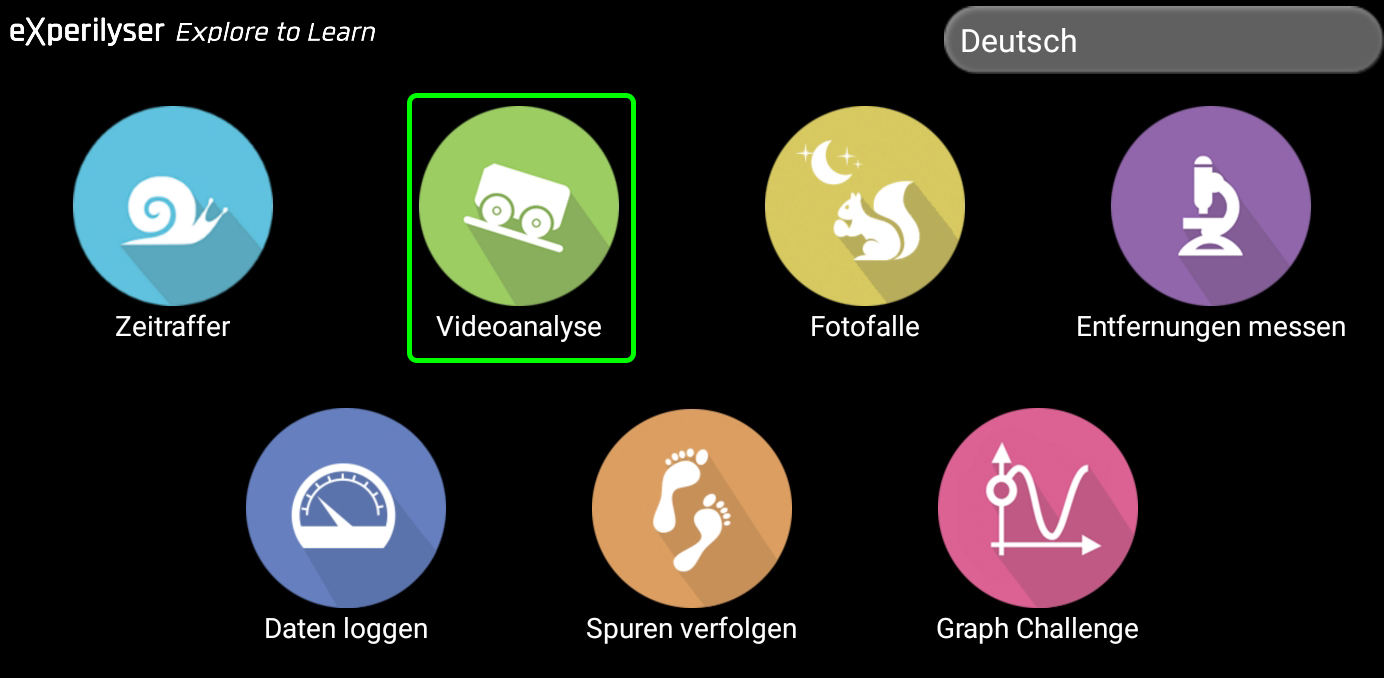 eXperilyser Explore to Learn
Deutsch
Zeitraffer
Videoanalyse
Fotofalle
Entfernungen messen
Daten loggen
Spuren verfolgen
Graph Challenge